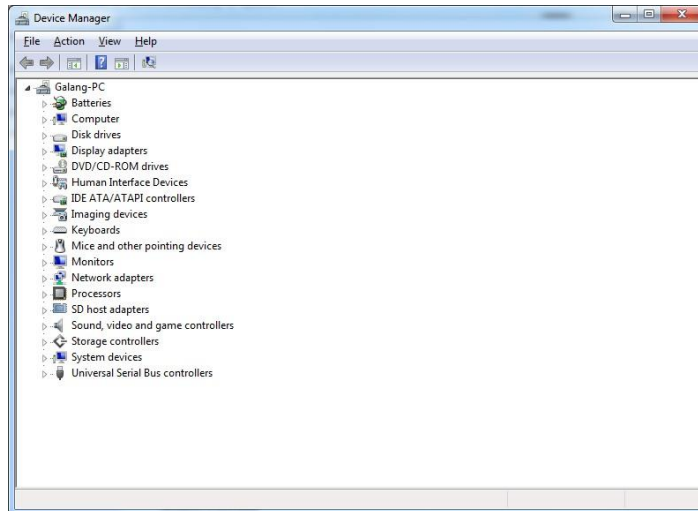 Device Manager
File Action View Help
Galang-PC
Batteries
Computer
Disk drives
Display adapters
DVD/CD-ROM drives
Human Interface Devices
IDE ATA/ATAPI controllers
Imaging devices
Keyboards
Mice and other pointing devices
Monitors
Network adapters
Processors
SD host adapters
Sound, video and game controllers
Storage controllers
System devices
Universal Serial Bus controllers